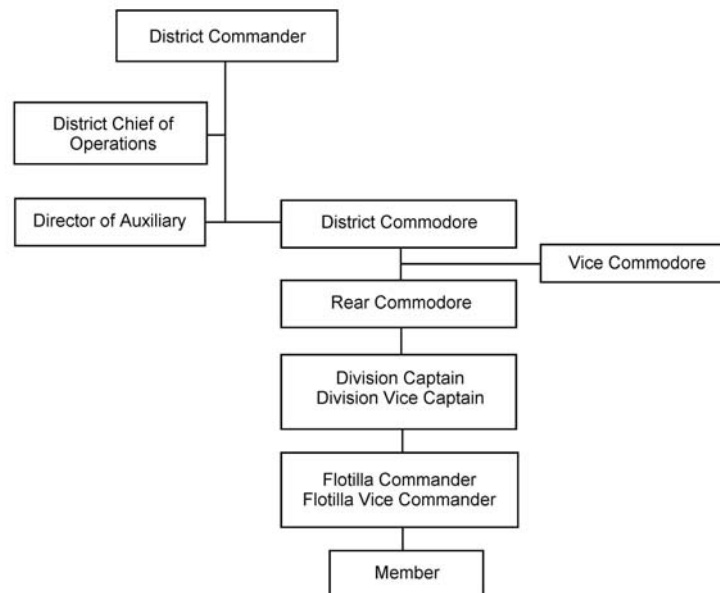 District Commander
District Chief of
Operations
Director of Auxiliary
District Commodore
Vice Commodore
Rear Commodore
Division Captain
Division Vice Captain
Flotilla Commander
Flotilla Vice Commander
Member